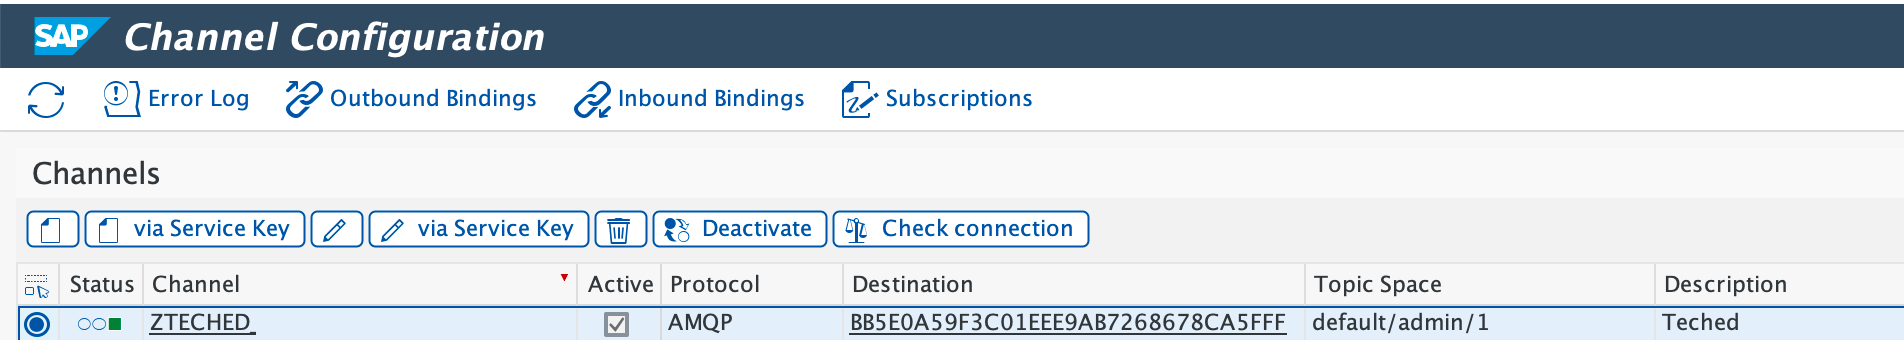 SAP Channel Configuration
Error Log Outbound Bindings Inbound Bindings Subscriptions
Channels
via Service Key via Service Key Deactivate Check connection
Status Channel Active Protocol Destination Topic Space Description
ZTECHED_ AMQP BB5E0A59F3C01EEE9AB7268678CA5FFF default/admin/1 Teched